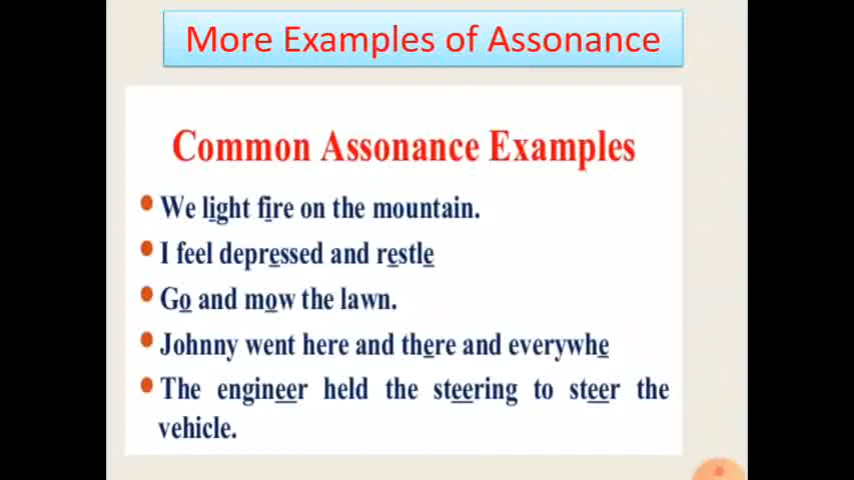 More Examples of Assonance
Common Assonance Examples
We light fire on the mountain.
I feel depressed and restle
Go and mow the lawn.
Johnny went here and there and everywhe
The engineer held the steering to steer the
vehicle.